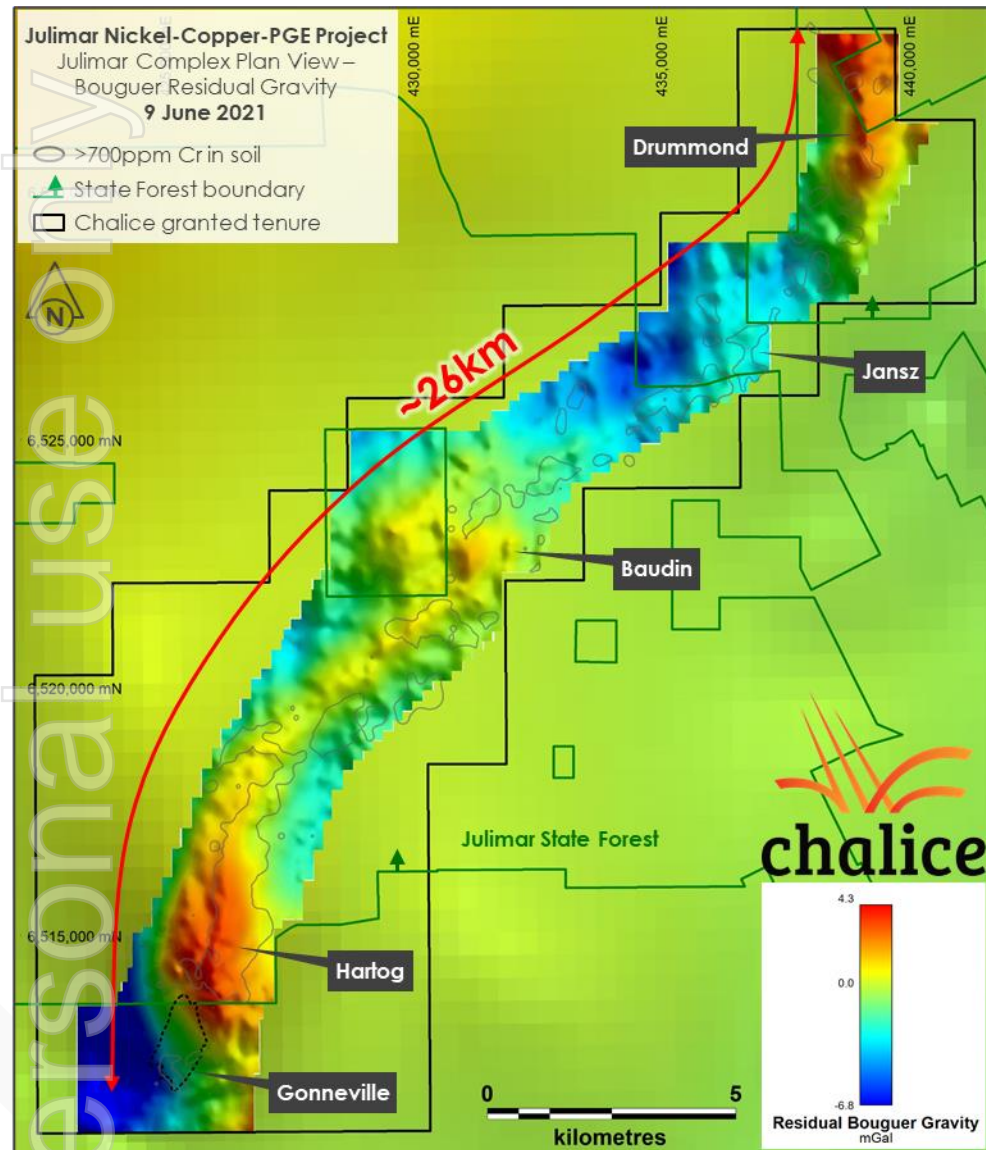 Julimar Nickel-Copper-PGE Project
Julimar Complex Plan View –
Bouguer Residual Gravity
9 June 2021
>700ppm Cr in soil
State Forest boundary
Chalice granted tenure
N
430,000 mE
435,000 mE
440,000 mE
Drummond
Jansz
~26km
6,525,000 mN
Baudin
6,520,000 mN
Julimar State Forest
chalice
6,515,000 mN
Hartog
Gonneville
0 5
kilometres
4.3
0.0
-6.8
Residual Bouguer Gravity
mGal
ersonal use only